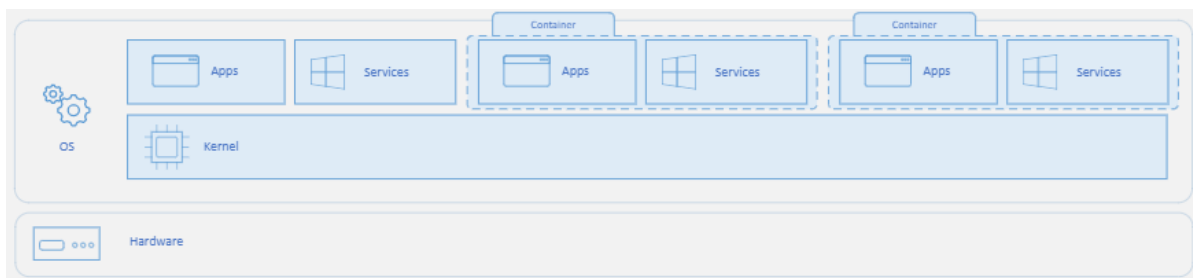 Container
Container
Apps
Services
Apps
Services
Apps
Services
OS
Kernel
Hardware